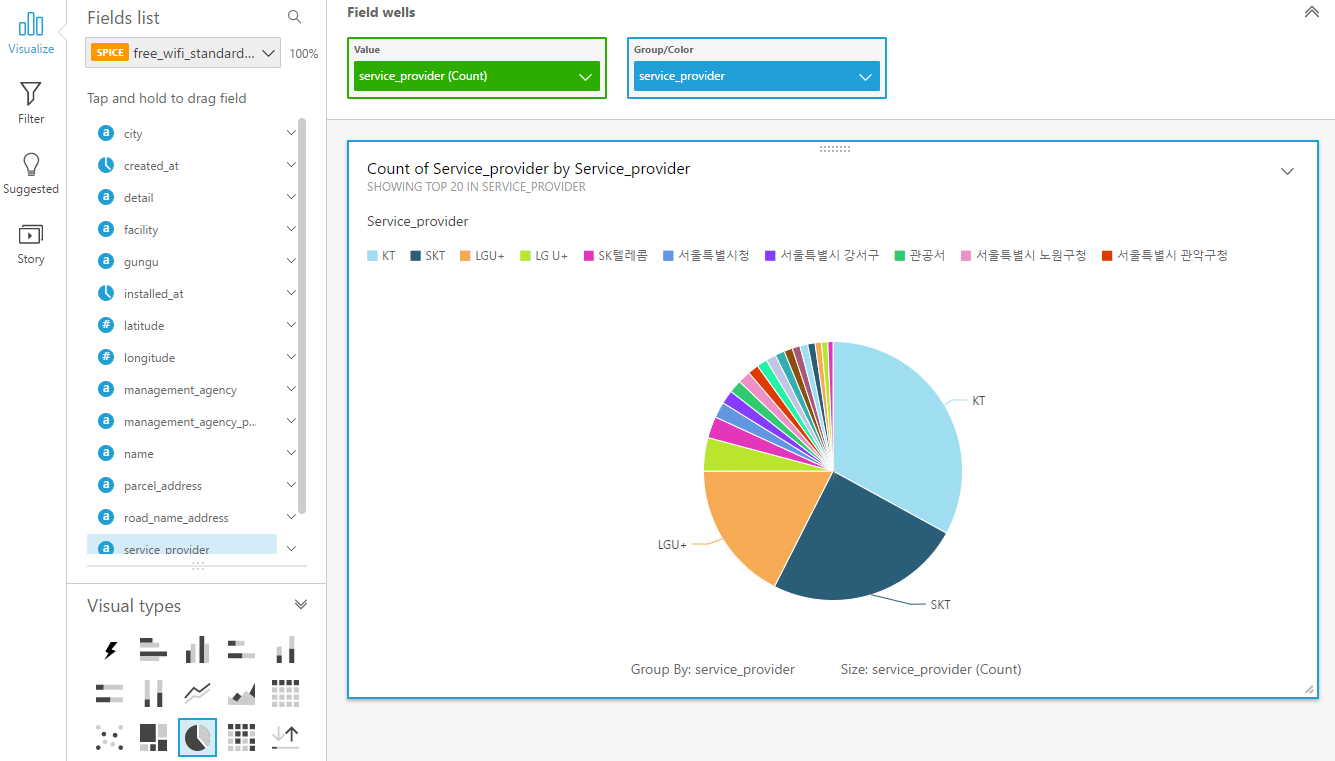 Visualize
Filter
Suggested
Story
Fields list
SPICE free_wifi_standard... 100%
Tap and hold to drag field
a city
created_at
a detail
a facility
a gungu
installed_at
# latitude
# longitude
a management_agency
a management_agency_p...
a name
a parcel_address
a road_name_address
a service_provider
Visual types
Field wells
Value
service_provider (Count)
Group/Color
service_provider
Count of Service_provider by Service_provider
SHOWING TOP 20 IN SERVICE_PROVIDER
Service_provider
KT SKT LGU+ LG U+ SK텔레콤 서울특별시청 서울특별시 강서구 관공서 서울특별시 노원구청 서울특별시 관악구청
KT
LGU+
SKT
Group By: service_provider Size: service_provider (Count)